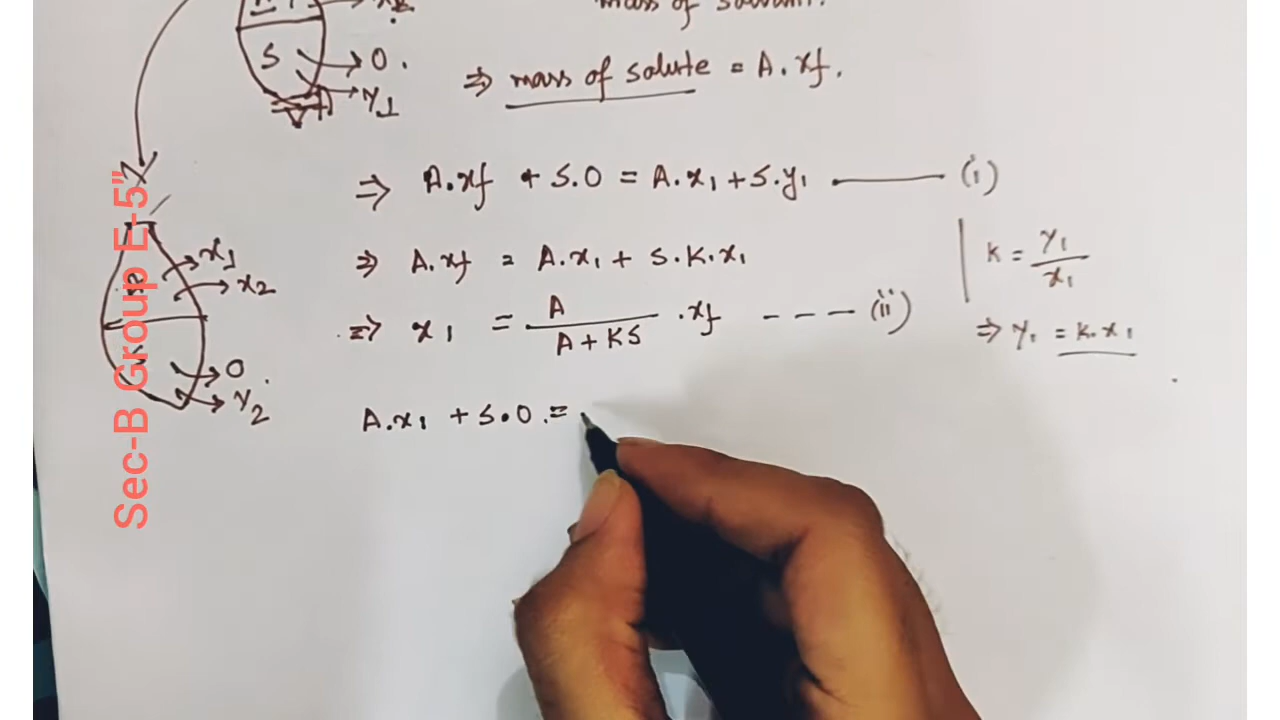 S → 0 .
→ y1
⇒ mass of solute = A.xf.
⇒ A.xf + S.0 = A.x1 + S.y1 ——— (i)
⇒ A.xf = A.x1 + S.K.x1
K = y1/x1
⇒ x1 = A/A+KS .xf - - - - (ii)
⇒ y1 = K.x1
x1
x2
0
y2
A.x1 + S.0 =
Sec-B Group E-5"